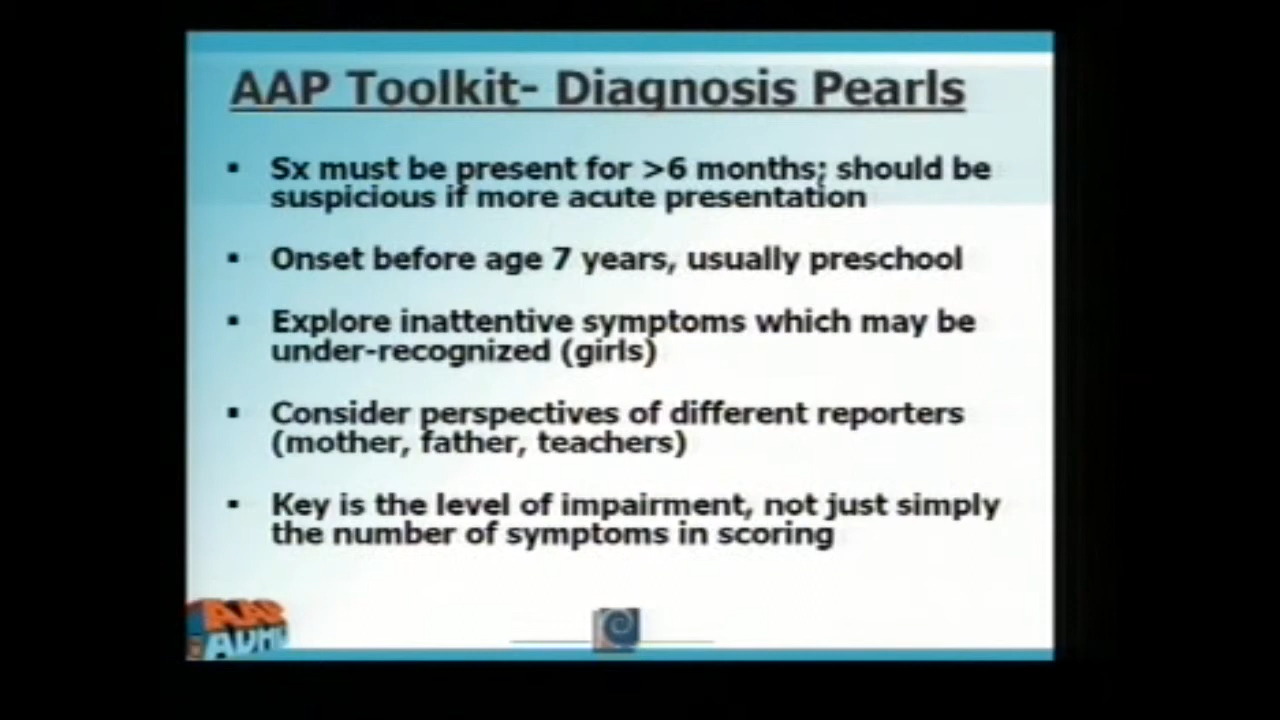 AAP Toolkit- Diagnosis Pearls
▪ Sx must be present for >6 months; should be
suspicious if more acute presentation
▪ Onset before age 7 years, usually preschool
▪ Explore inattentive symptoms which may be
under-recognized (girls)
▪ Consider perspectives of different reporters
(mother, father, teachers)
▪ Key is the level of impairment, not just simply
the number of symptoms in scoring
AAP
ADHD